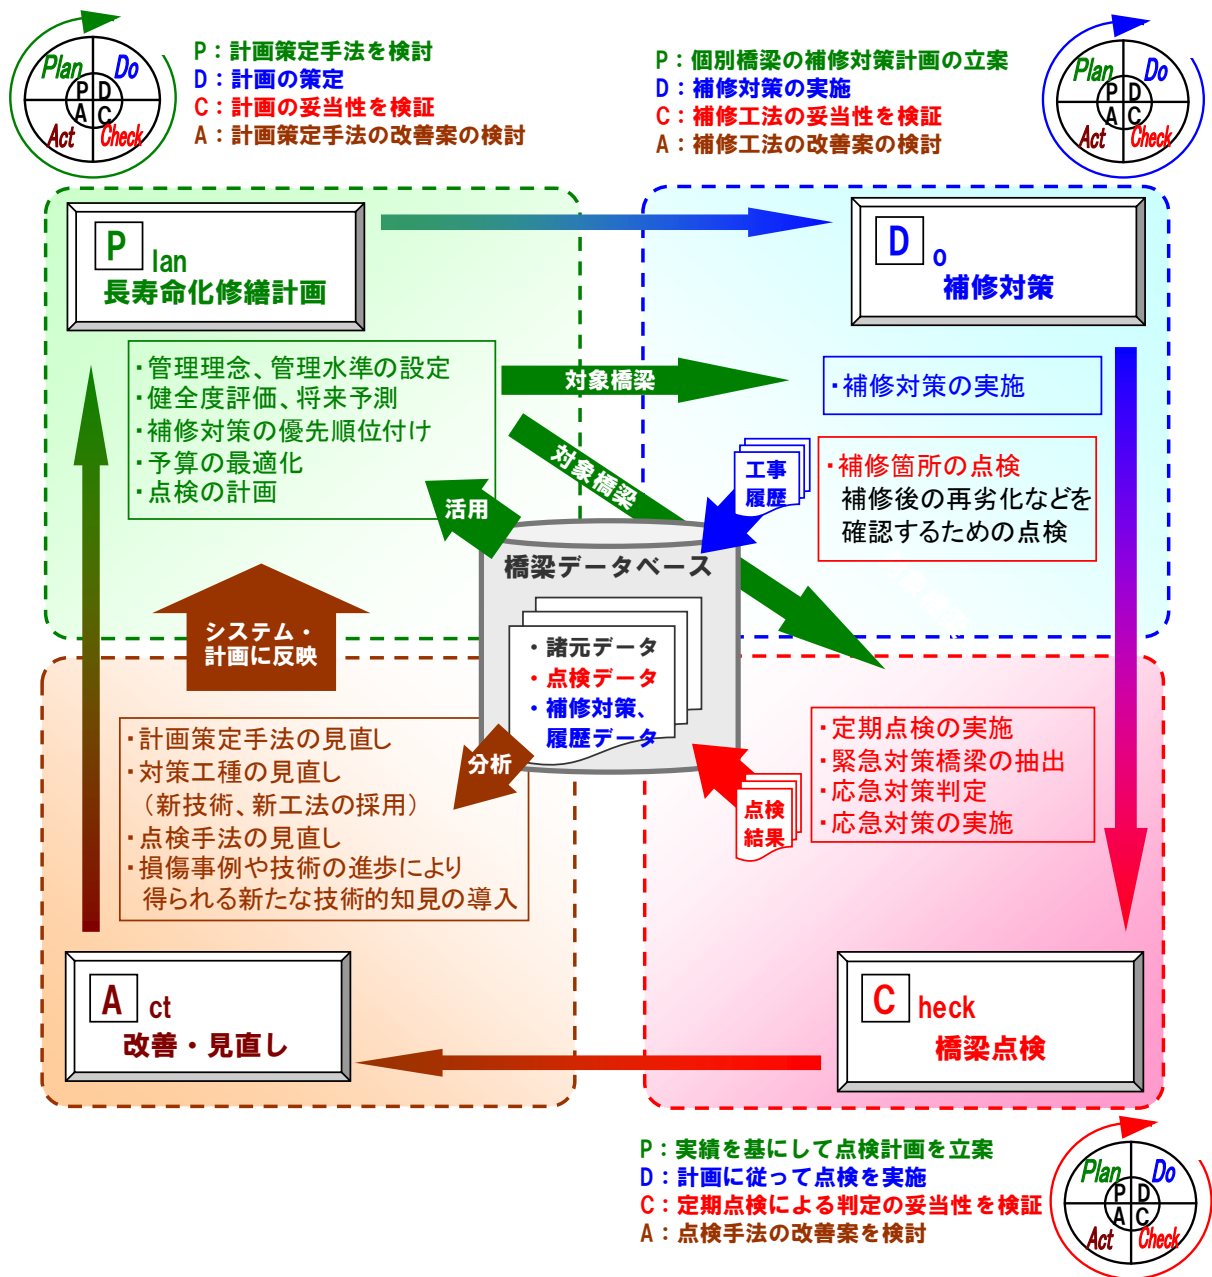 Plan
Do
P
D
A
C
Act
Check
P：計画策定手法を検討
D：計画の策定
C：計画の妥当性を検証
A：計画策定手法の改善案の検討
P：個別橋梁の補修対策計画の立案
D：補修対策の実施
C：補修工法の妥当性を検証
A：補修工法の改善案の検討
Plan
Do
P
D
A
C
Act
Check
P lan
長寿命化修繕計画
D o
補修対策
・管理理念、管理水準の設定
・健全度評価、将来予測
・補修対策の優先順位付け
・予算の最適化
・点検の計画
対象橋梁
対象橋梁
・補修対策の実施
工事
履歴
・補修箇所の点検
補修後の再劣化などを
確認するための点検
活用
橋梁データベース
・諸元データ
・点検データ
・補修対策、
履歴データ
システム・
計画に反映
分析
点検
結果
・計画策定手法の見直し
・対策工種の見直し
（新技術、新工法の採用）
・点検手法の見直し
・損傷事例や技術の進歩により
得られる新たな技術的知見の導入
・定期点検の実施
・緊急対策橋梁の抽出
・応急対策判定
・応急対策の実施
A ct
改善・見直し
C heck
橋梁点検
P：実績を基にして点検計画を立案
D：計画に従って点検を実施
C：定期点検による判定の妥当性を検証
A：点検手法の改善案を検討
Plan
Do
P
D
A
C
Act
Check